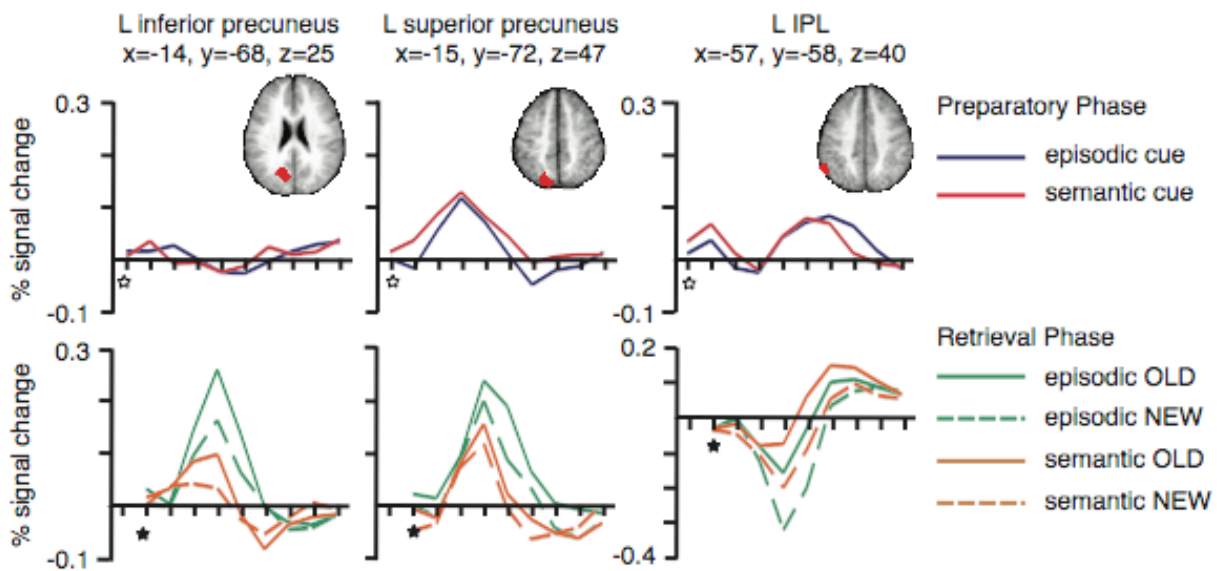 L inferior precuneus
x=-14, y=-68, z=25
L superior precuneus
x=-15, y=-72, z=47
L IPL
x=-57, y=-58, z=40
% signal change
0.3
-0.1
0.3
-0.1
Preparatory Phase
episodic cue
semantic cue
% signal change
0.3
-0.1
0.2
-0.4
Retrieval Phase
episodic OLD
episodic NEW
semantic OLD
semantic NEW